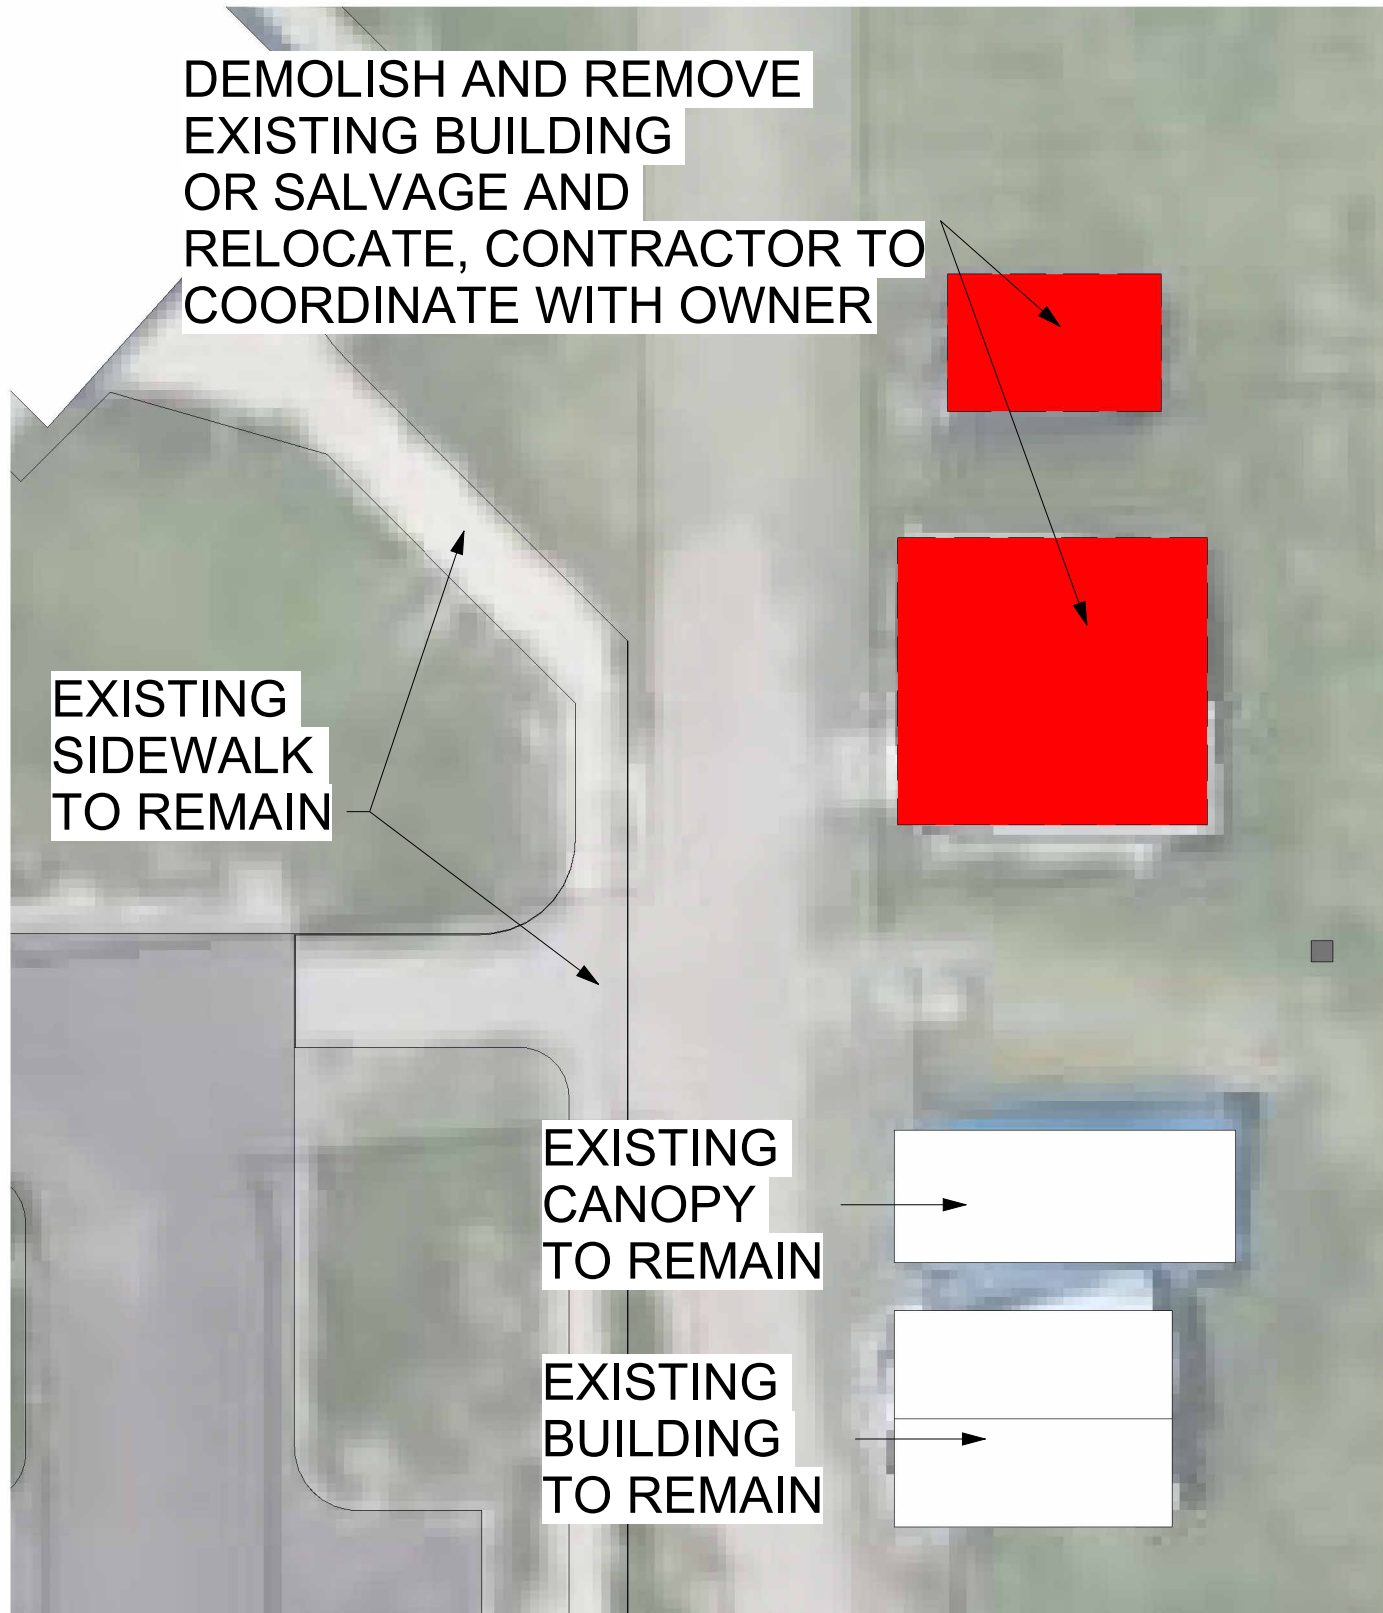 DEMOLISH AND REMOVE
EXISTING BUILDING
OR SALVAGE AND
RELOCATE, CONTRACTOR TO
COORDINATE WITH OWNER
EXISTING
SIDEWALK
TO REMAIN
EXISTING
CANOPY
TO REMAIN
EXISTING
BUILDING
TO REMAIN